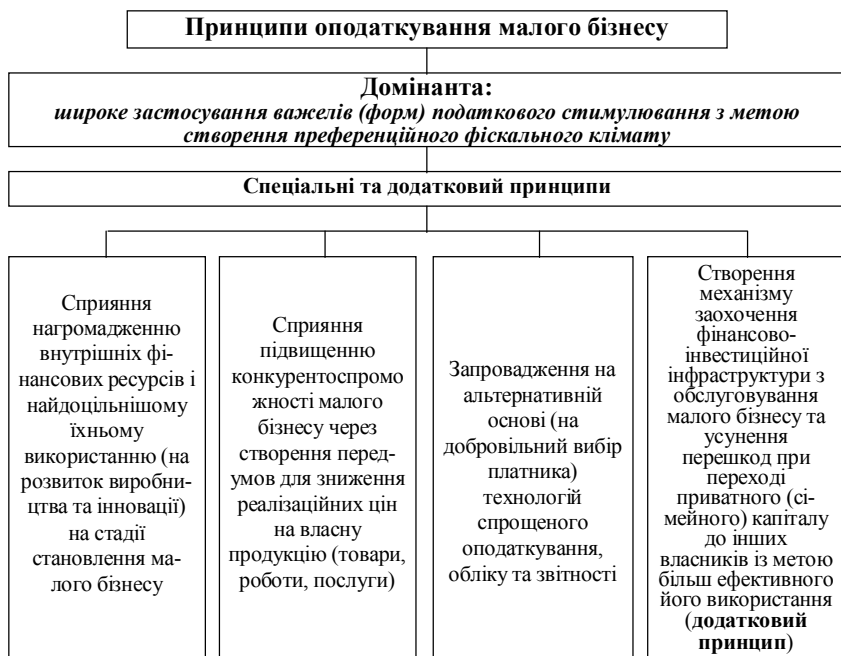 Принципи оподаткування малого бізнесу
Домінанта:
широке застосування важелів (форм) податкового стимулювання з метою
створення преференційного фіскального клімату
Спеціальні та додатковий принципи
Сприяння
нагромадженню
внутрішніх фі-
нансових ресурсів і
найдоцільнішому
їхньому
використанню (на
розвиток виробни-
цтва та інновації)
на стадії
становлення ма-
лого бізнесу
Сприяння
підвищенню
конкурентоспромо
жності малого
бізнесу через
створення перед-
умов для зниження
реалізаційних цін
на власну
продукцію (товари,
роботи, послуги)
Запровадження на
альтернативній
основі (на
добровільний вибір
платника)
технологій
спрощеного
оподаткування,
обліку та звітності
Створення
механізму
заохочення
фінансово-
інвестиційної
інфраструктури з
обслуговування
малого бізнесу та
усунення
перешкод при
переході
приватного (сі-
мейного) капіталу
до інших
власників із метою
більш ефективного
його використання
(додатковий
принцип)